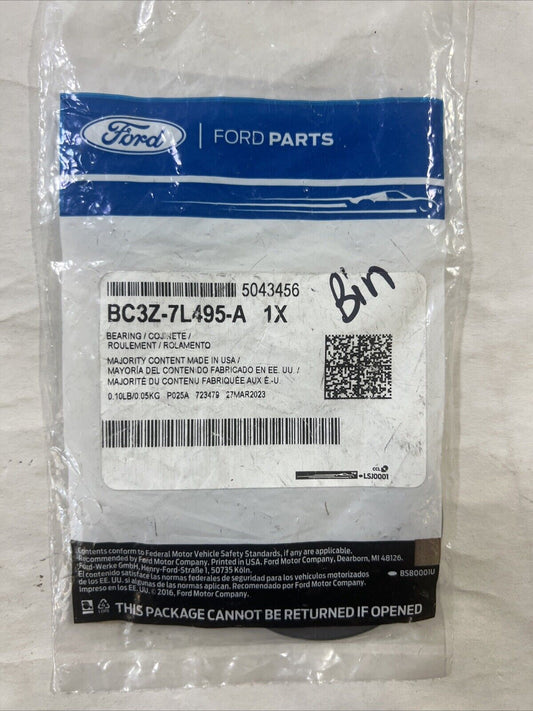 Ford
FORD PARTS
5043456
BC3Z-7L495-A 1X
Bin
BEARING / COJINETE /
ROULEMENT / ROLAMENTO
MAJORITY CONTENT MADE IN USA /
MAYORÍA DEL CONTENIDO FABRICADO EN EE. UU. /
MAJORITÉ DU CONTENU FABRIQUÉE AUX É.-U.
0.10LB/0.05KG P025A 723479 27MAR2023
CCL
LSJ0001
Contents conform to Federal Motor Vehicle Safety Standards, if any are applicable.
Recommended by Ford Motor Company. Printed in USA. Ford Motor Company, Dearborn, MI 48126.
Ford-Werke GmbH, Henry-Ford-Straße 1, 50735 Köln.
El contenido satisface las normas federales de seguridad para los vehículos motorizados
de los EE. UU. si algunas de las normas aplican. Recomendado por Ford Motor Company.
Impreso en los EE. UU. © 2016, Ford Motor Company.
BSB0001U
THIS PACKAGE CANNOT BE RETURNED IF OPENED